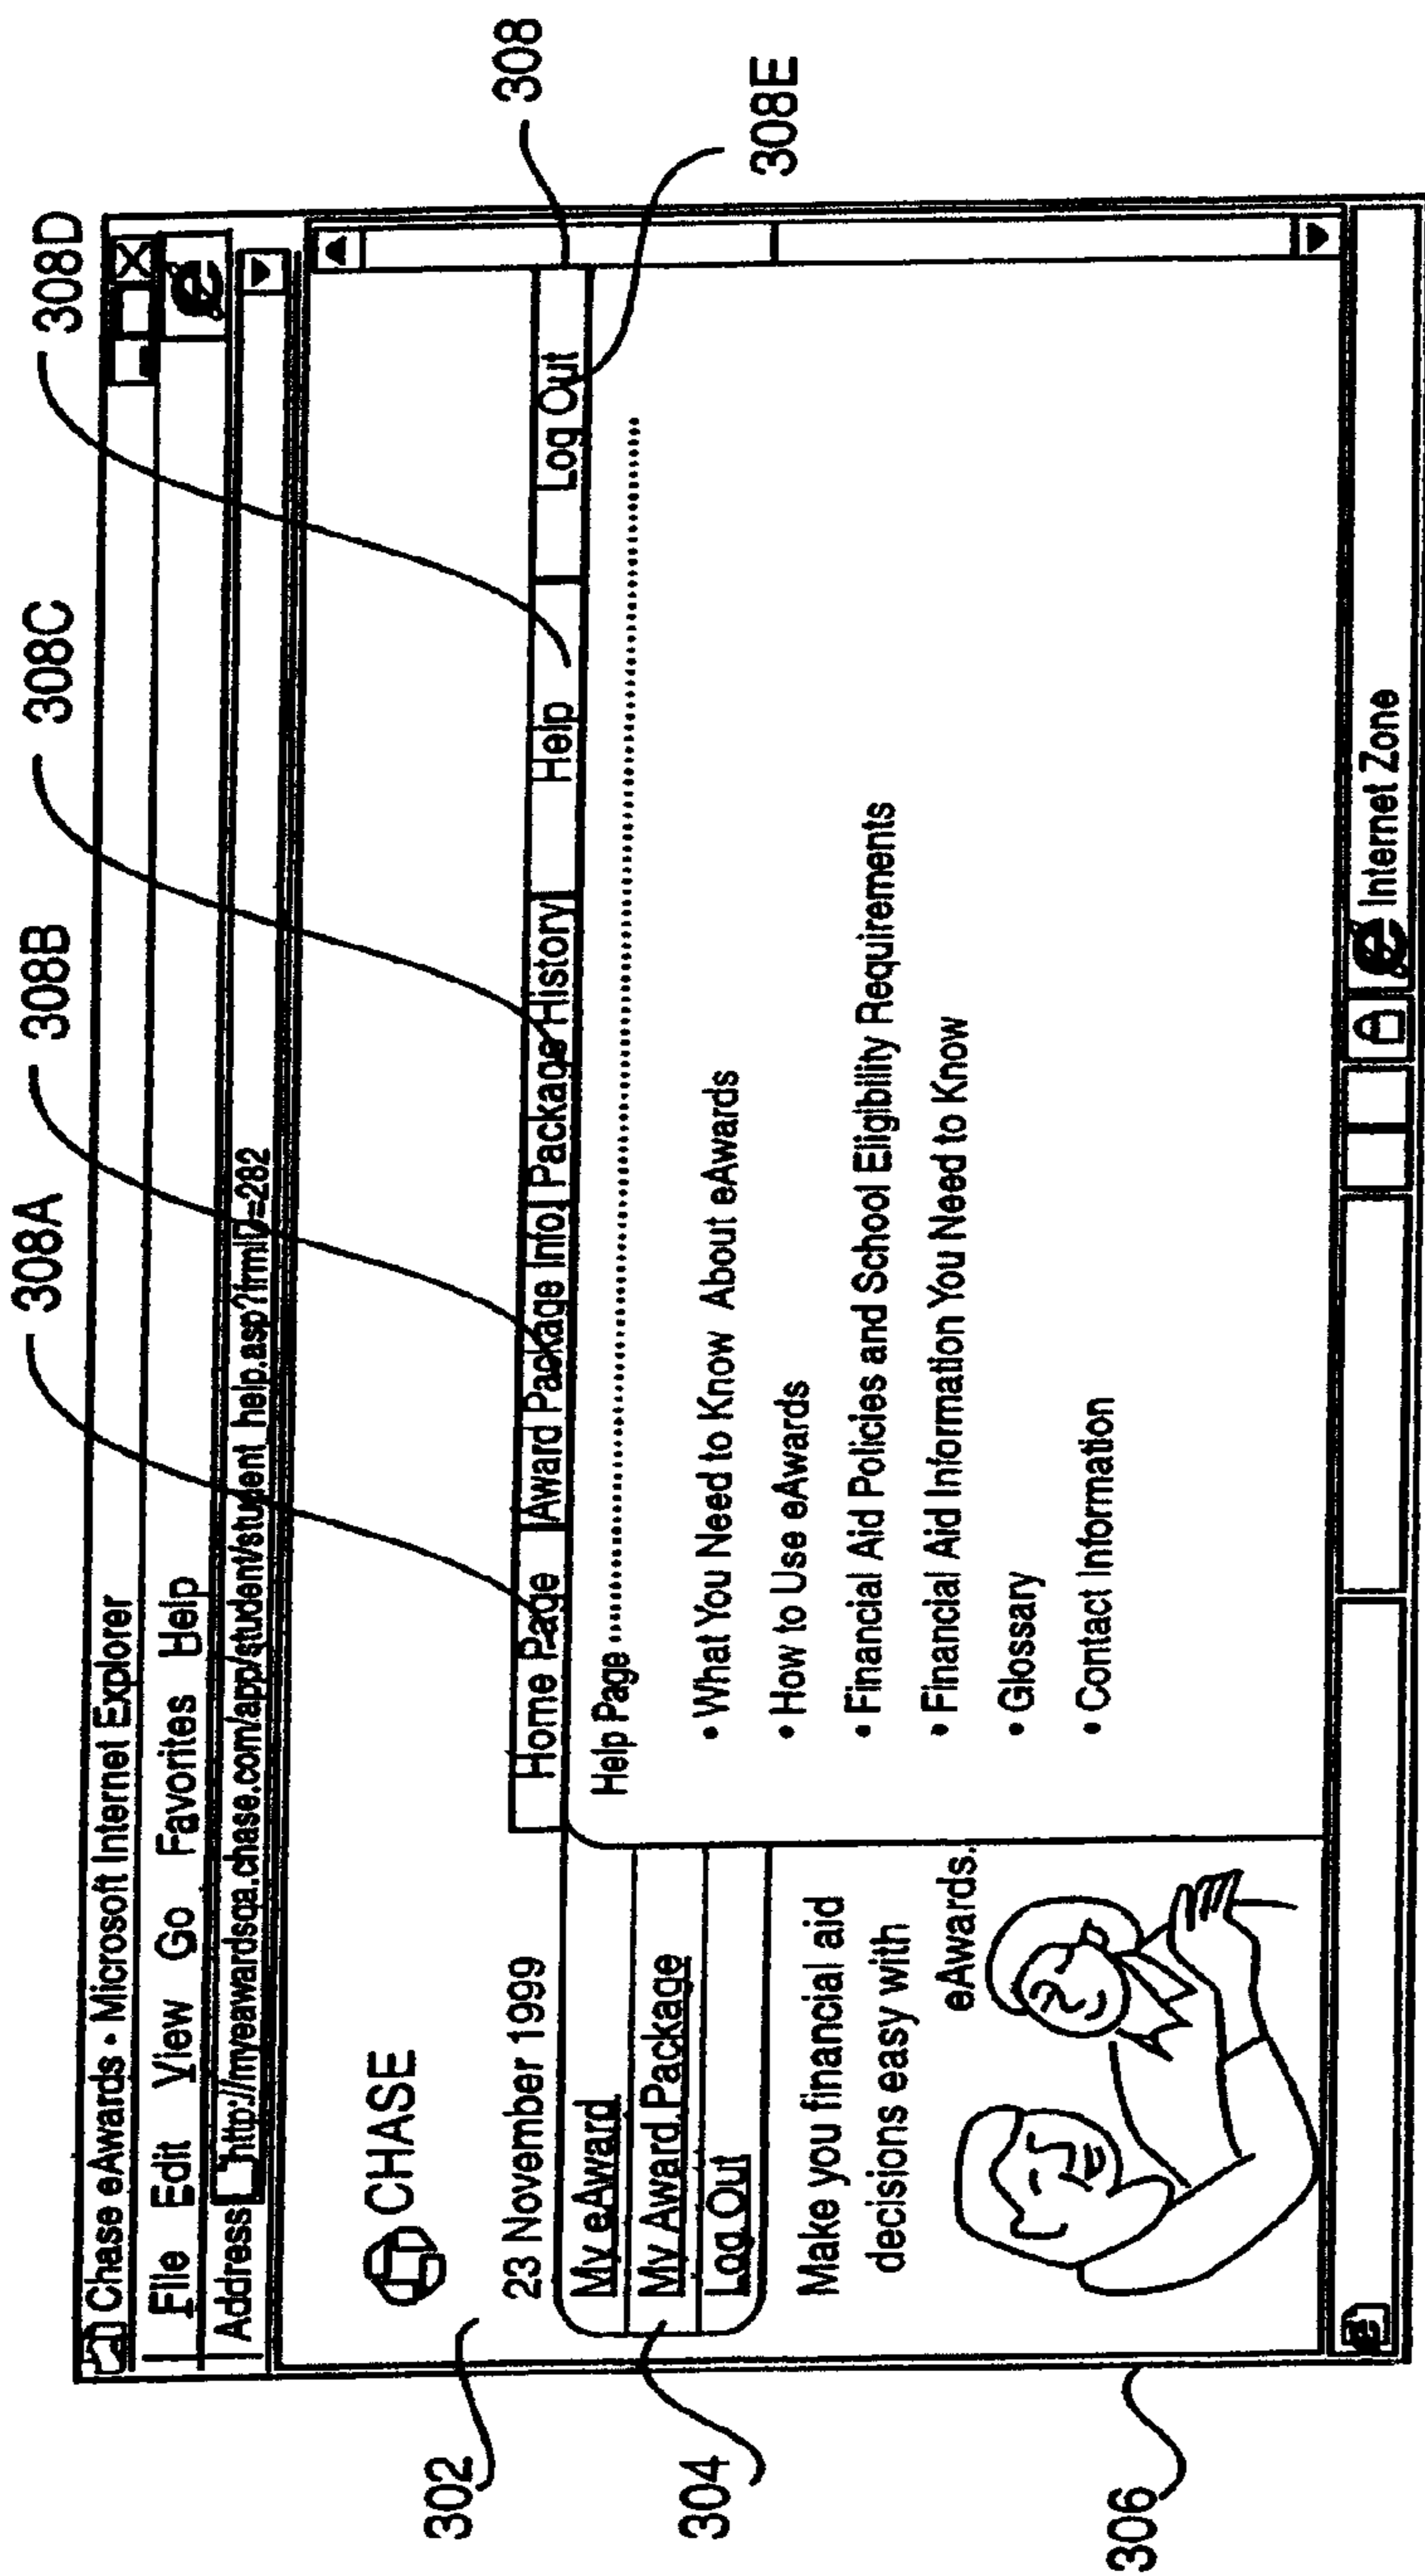 308A
308B
308C
308D
Chase eAwards • Microsoft Internet Explorer
File Edit View Go Favorites Help
Address http://myeawardsqa.chase.com/app/student/student_help.asp?frmID=282
302
CHASE
308
23 November 1999
Home Page Award Package Info Package History Help Log Out
My eAward
My Award Package
Log Out
304
308E
Help Page
• What You Need to Know About eAwards
• How to Use eAwards
• Financial Aid Policies and School Eligibility Requirements
• Financial Aid Information You Need to Know
• Glossary
• Contact Information
Make you financial aid
decisions easy with
eAwards.
306
Internet Zone